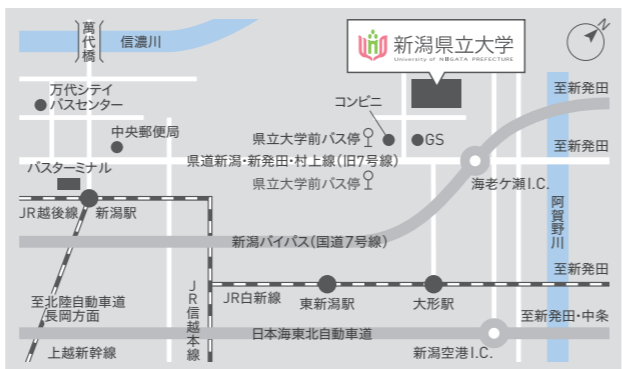 萬代橋
信濃川
新潟県立大学
University of NIIGATA PREFECTURE
N
万代シテイ
バスセンター
コンビニ
至新発田
中央郵便局
県立大学前バス停
GS
県道新潟・新発田・村上線(旧7号線)
至新発田
バスターミナル
県立大学前バス停
海老ケ瀬I.C.
JR越後線
新潟駅
阿賀野川
新潟バイパス(国道7号線)
至新発田
JR信越本線
JR白新線
東新潟駅
大形駅
至北陸自動車道
長岡方面
日本海東北自動車道
至新発田・中条
上越新幹線
新潟空港I.C.